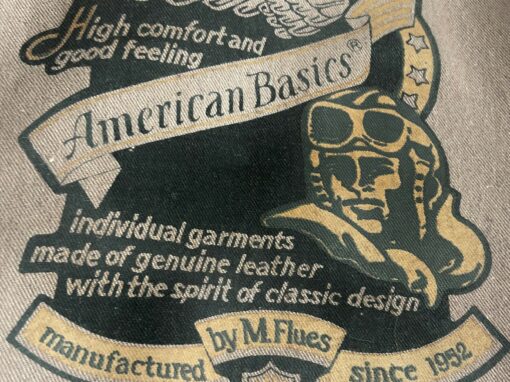 High comfort and
good feeling
American Basics®
individual garments
made of genuine leather
with the spirit of classic design
manufactured by M. Flues since 1952